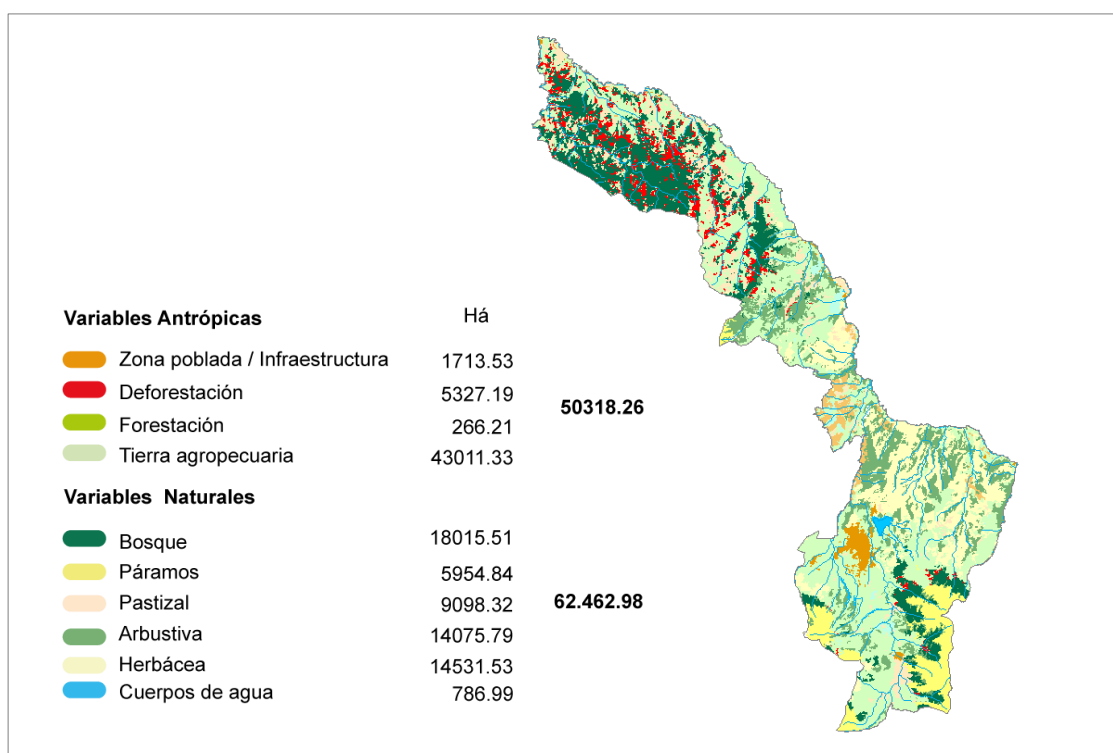 Variables Antrópicas Há
Zona poblada / Infraestructura 1713.53
Deforestación 5327.19
50318.26
Forestación 266.21
Tierra agropecuaria 43011.33
Variables Naturales
Bosque 18015.51
Páramos 5954.84
Pastizal 9098.32
62.462.98
Arbustiva 14075.79
Herbácea 14531.53
Cuerpos de agua 786.99